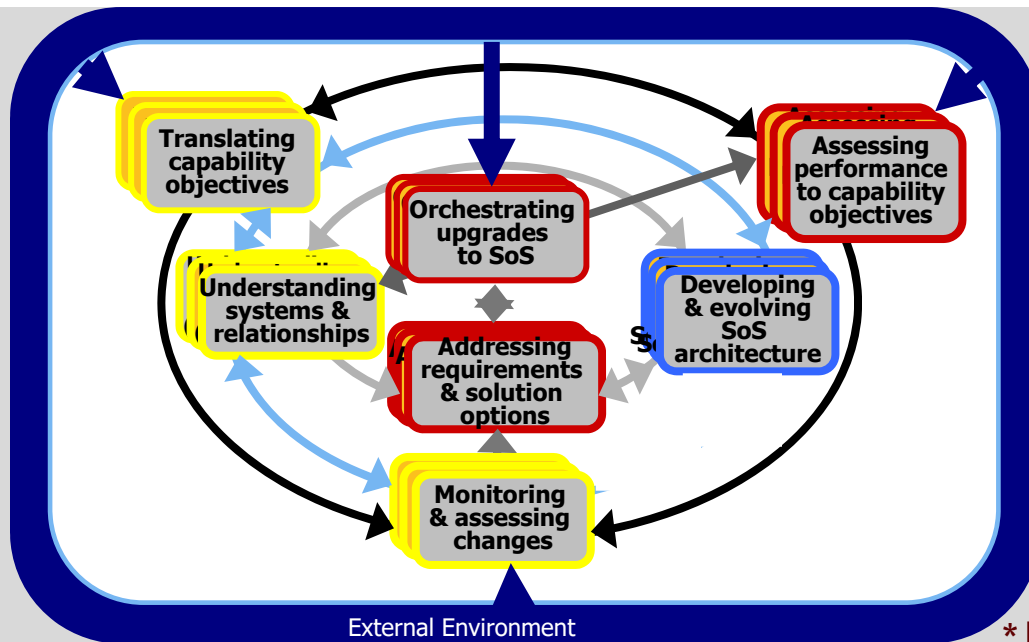 Translating
capability
objectives
Assessing
performance
to capability
objectives
Orchestrating
upgrades
to SoS
Understanding
systems &
relationships
Developing
& evolving
SoS
architecture
Addressing
requirements
& solution
options
Monitoring
& assessing
changes
External Environment
*